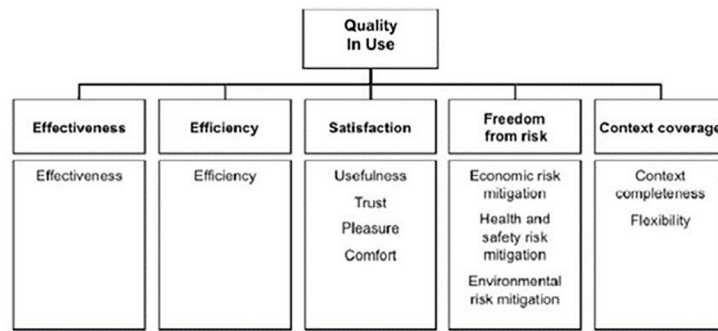 Quality
In Use
Effectiveness
Efficiency
Satisfaction
Freedom
from risk
Context coverage
Effectiveness
Efficiency
Usefulness
Trust
Pleasure
Comfort
Economic risk
mitigation
Health and
safety risk
mitigation
Environmental
risk mitigation
Context
completeness
Flexibility